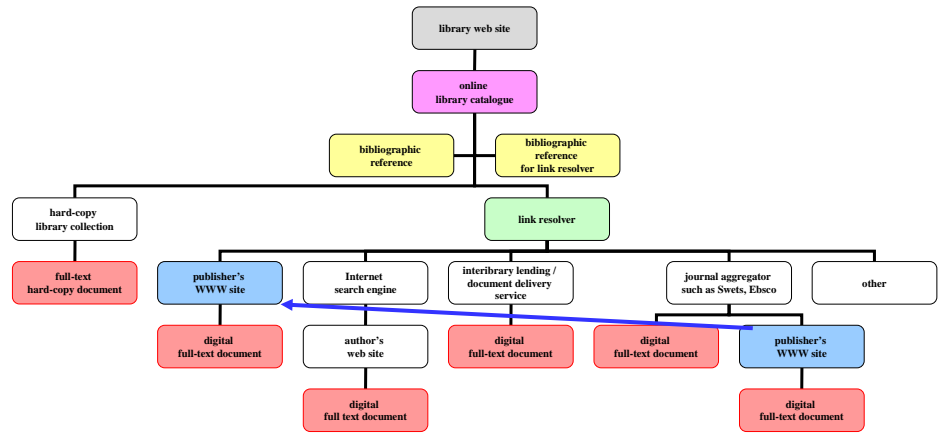 library web site
online
library catalogue
bibliographic
reference
bibliographic
reference
for link resolver
hard-copy
library collection
link resolver
full-text
hard-copy document
publisher's
WWW site
Internet
search engine
interibrary lending /
document delivery
service
journal aggregator
such as Swets, Ebsco
other
digital
full-text document
author's
web site
digital
full-text document
digital
full-text document
publisher's
WWW site
digital
full text document
digital
full-text document